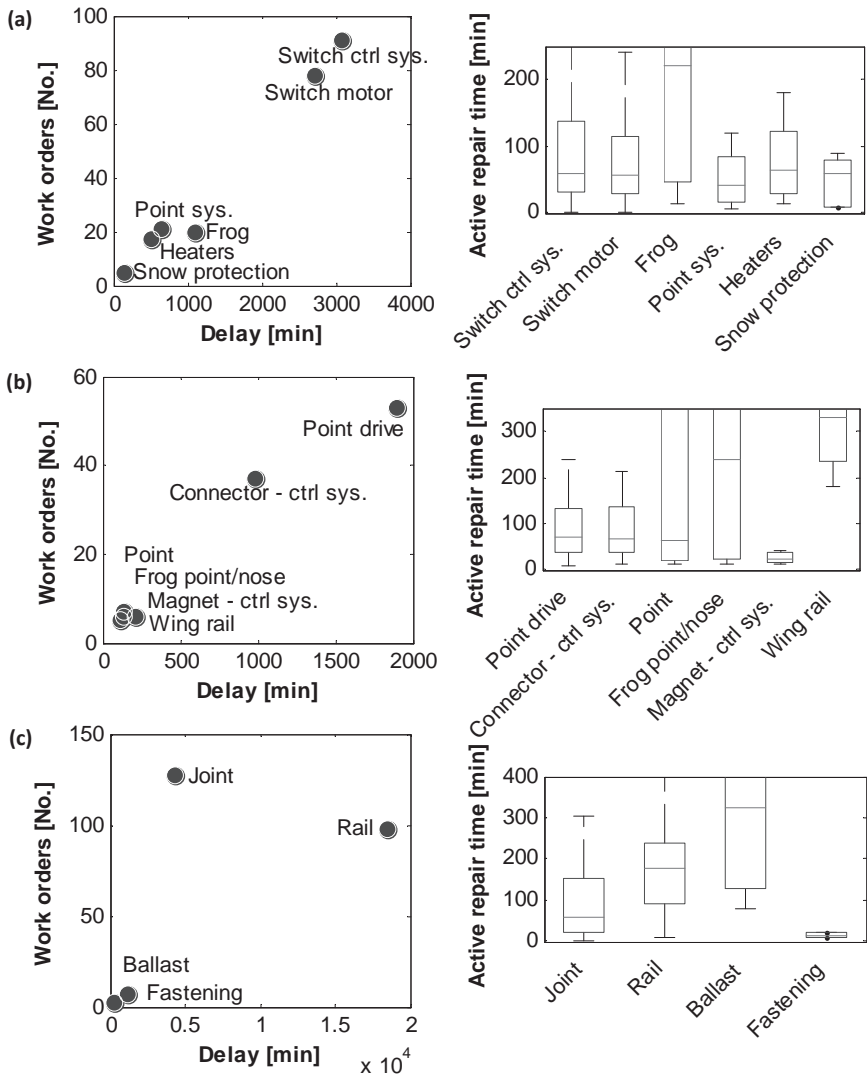 (a)
100
80
60
40
20
0
Work orders [No.]
Switch ctrl sys.
Switch motor
Point sys.
Frog
Heaters
Snow protection
0 1000 2000 3000 4000
Delay [min]
Active repair time [min]
200
100
0
Switch ctrl sys.
Switch motor
Frog
Point sys.
Heaters
Snow protection
(b)
60
40
20
0
Work orders [No.]
Point drive
Connector - ctrl sys.
Point
Frog point/nose
Magnet - ctrl sys.
Wing rail
0 500 1000 1500 2000
Delay [min]
Active repair time [min]
300
200
100
0
Point drive
Connector - ctrl sys.
Point
Frog point/nose
Magnet - ctrl sys.
Wing rail
(c)
150
100
50
0
Work orders [No.]
Joint
Rail
Ballast
Fastening
0 0.5 1 1.5 2
Delay [min]
x 10⁴
Active repair time [min]
400
300
200
100
0
Joint
Rail
Ballast
Fastening